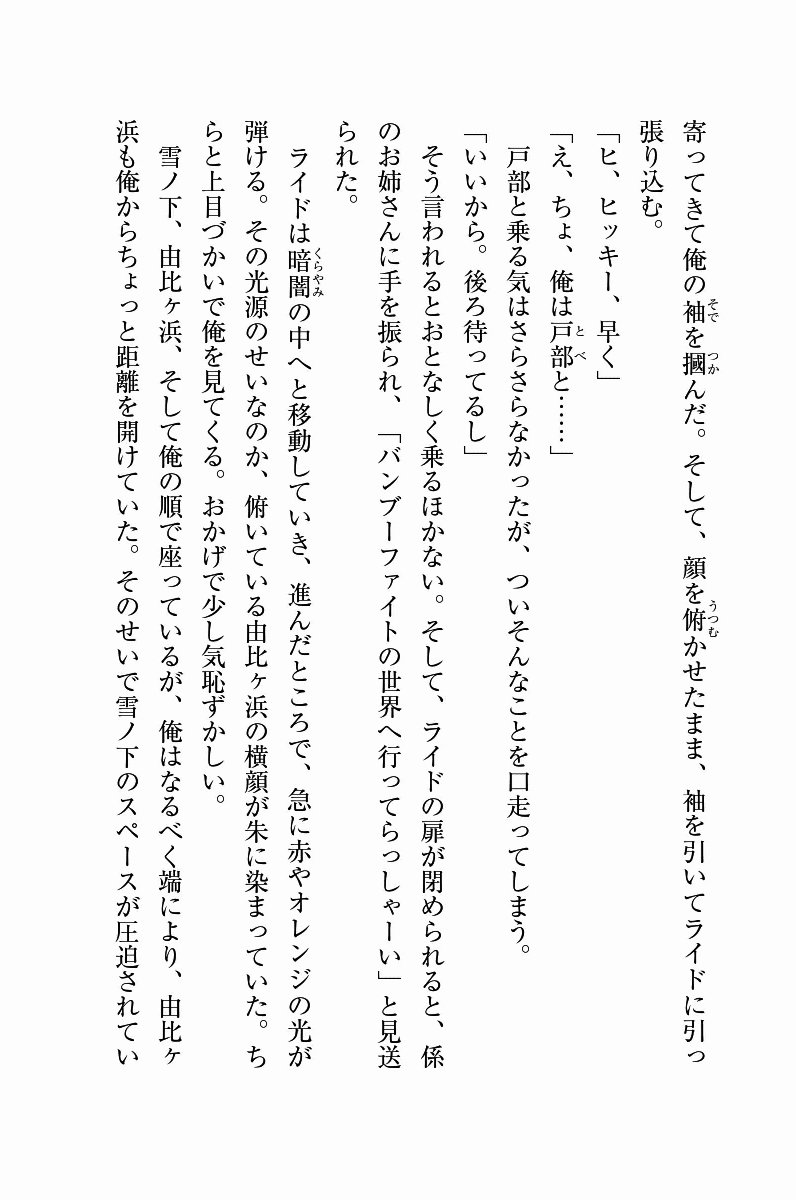 寄ってきて俺の袖を摑んだ。そして、顔を俯かせたまま、袖を引いてライドに引っ
張り込む。
「ヒ、ヒッキー、早く」
「え、ちょ、俺は戸部と……」
戸部と乗る気はさらさらなかったが、ついそんなことを口走ってしまう。
「いいから。後ろ待ってるし」
そう言われるとおとなしく乗るほかない。そして、ライドの扉が閉められると、係
のお姉さんに手を振られ、「バンブーファイトの世界へ行ってらっしゃーい」と見送
られた。
ライドは暗闇の中へと移動していき、進んだところで、急に赤やオレンジの光が
弾ける。その光源のせいなのか、俯いている由比ヶ浜の横顔が朱に染まっていた。ち
らと上目づかいで俺を見てくる。おかげで少し気恥ずかしい。
雪ノ下、由比ヶ浜、そして俺の順で座っているが、俺はなるべく端により、由比ヶ
浜も俺からちょっと距離を開けていた。そのせいで雪ノ下のスペースが圧迫されてい